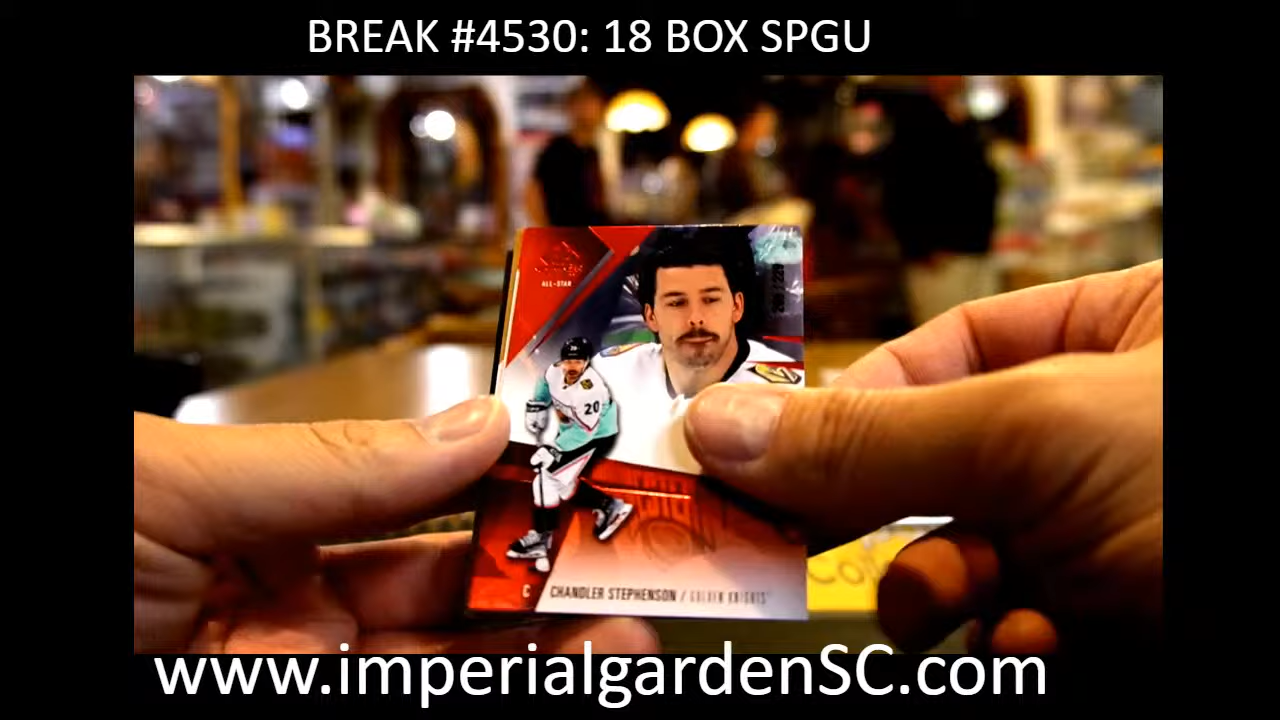 BREAK #4530: 18 BOX SPGU
ALL-STAR
20
C CHANDLER STEPHENSON / GOLDEN KNIGHTS
www.imperialgardenSC.com